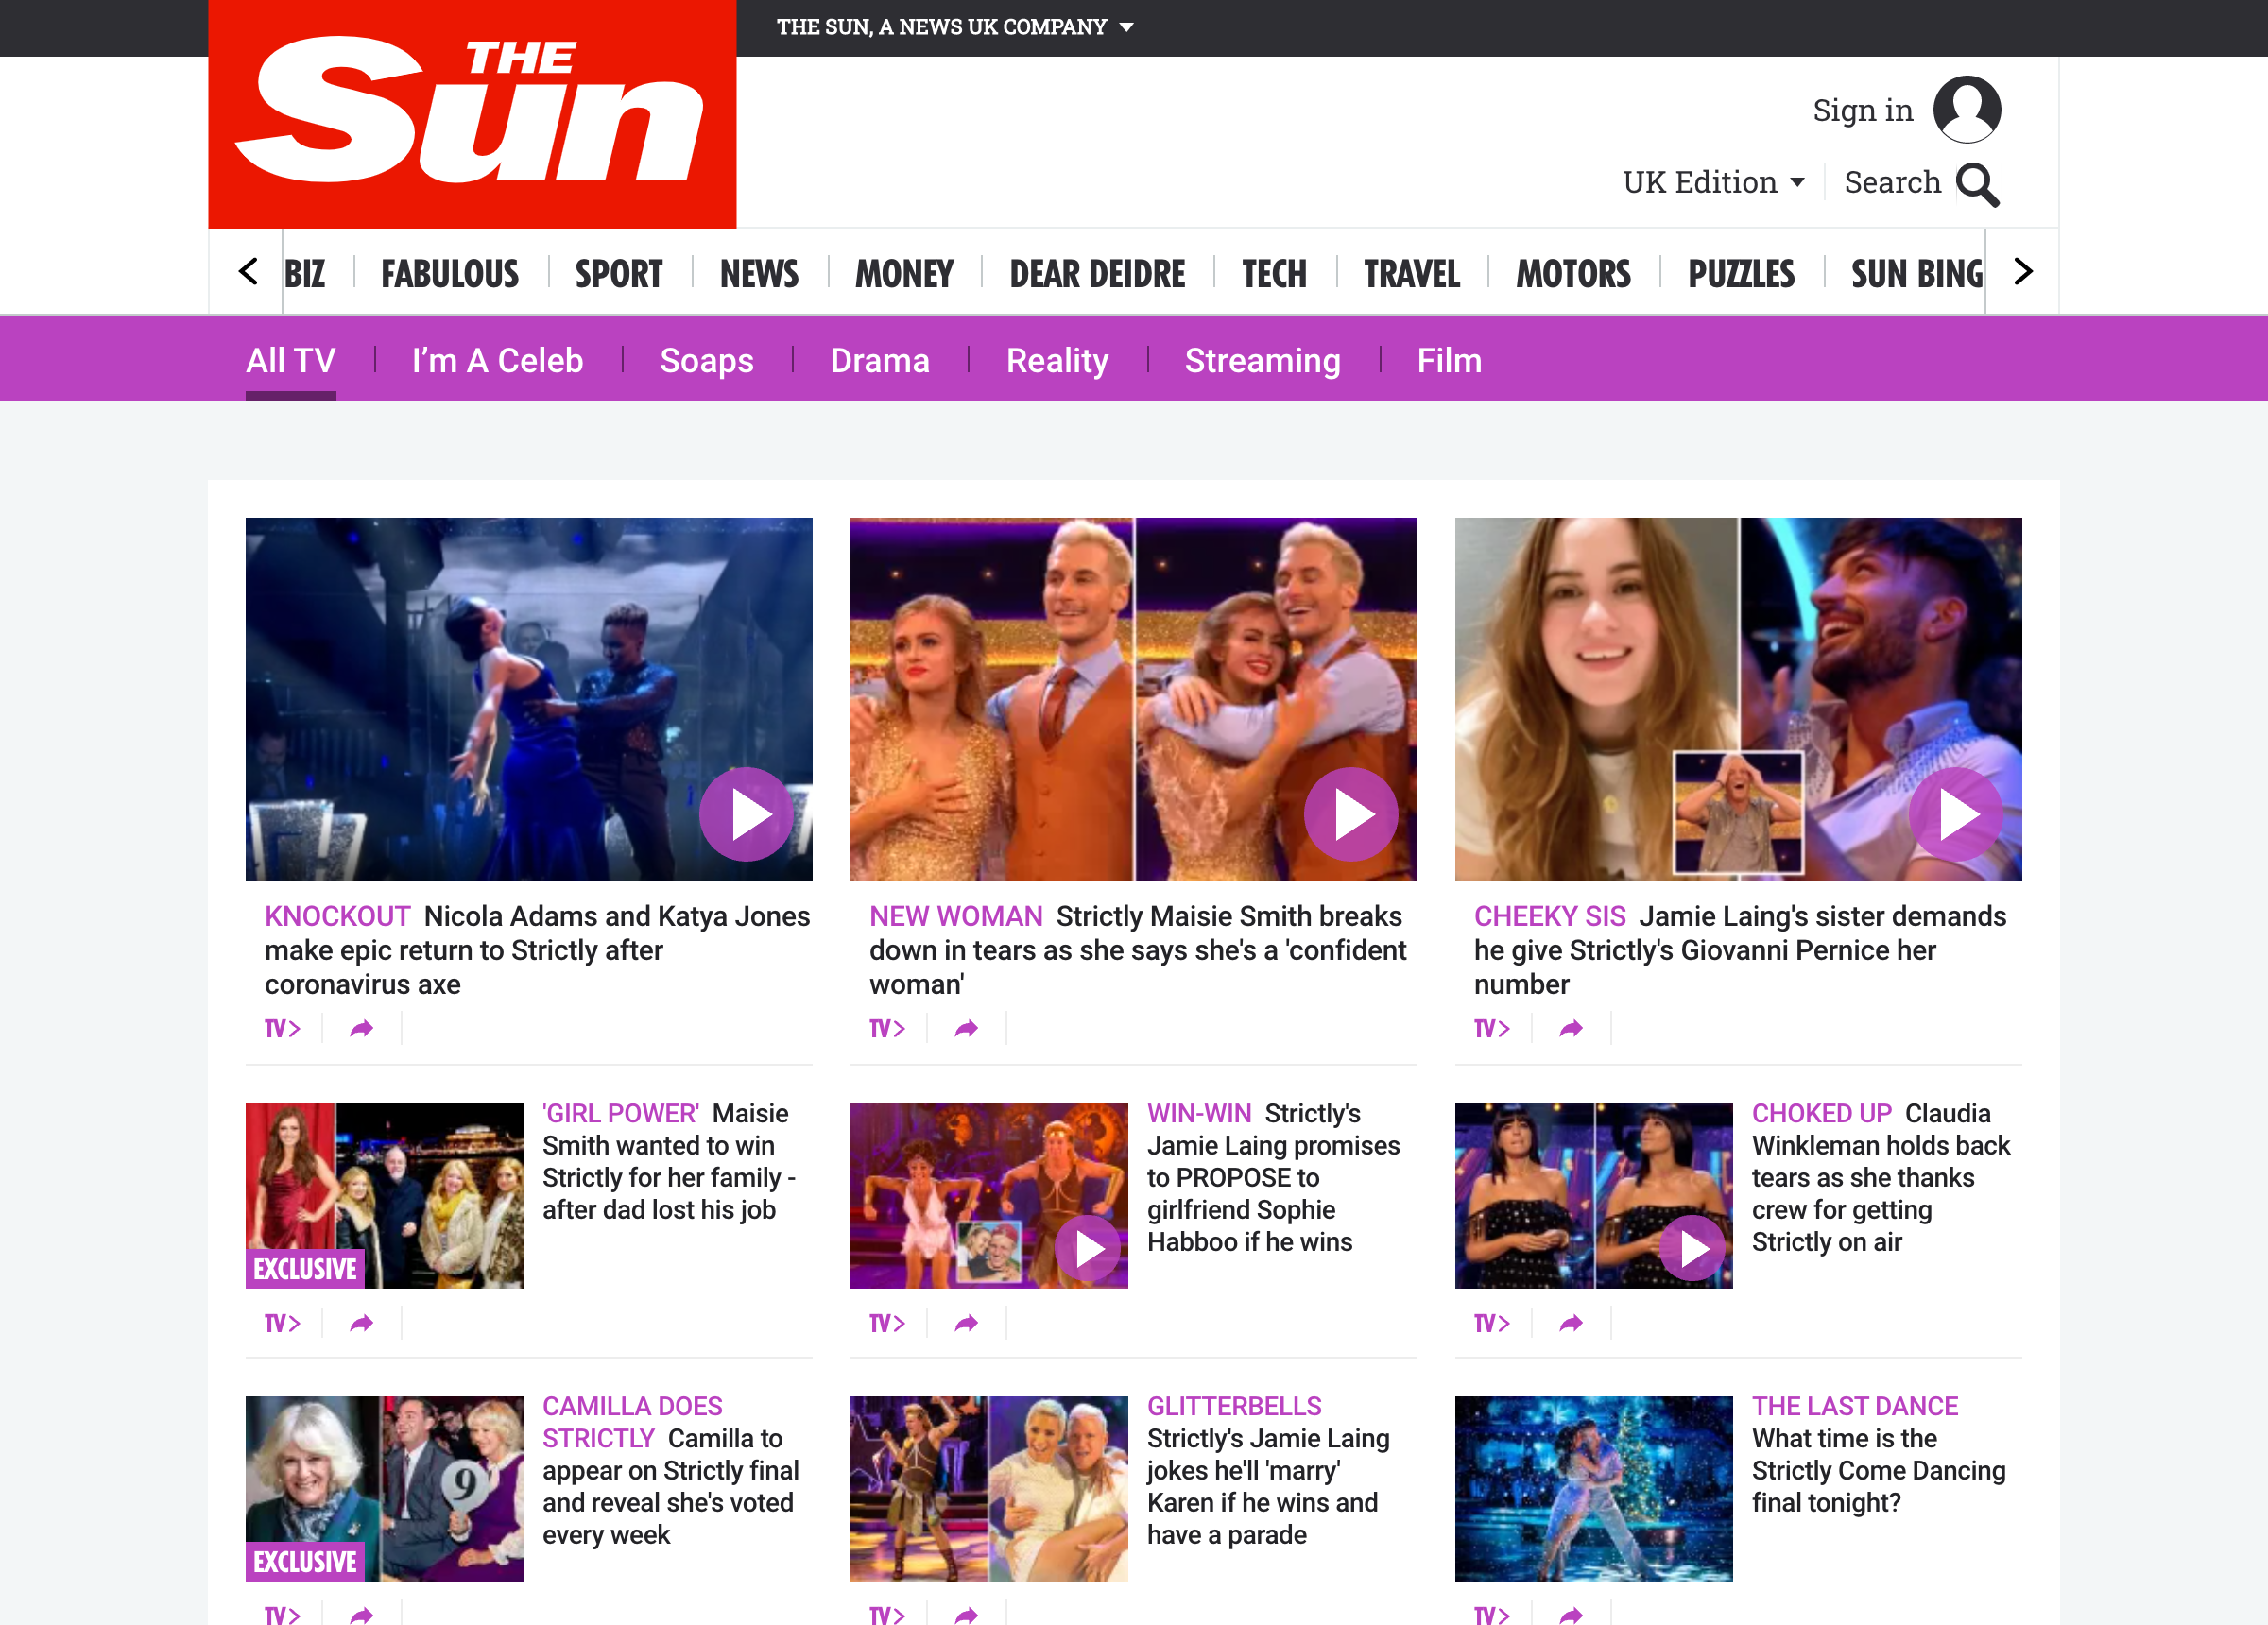 THE SUN, A NEWS UK COMPANY
THE
Sun
Sign in
UK Edition
Search
BIZ
FABULOUS
SPORT
NEWS
MONEY
DEAR DEIDRE
TECH
TRAVEL
MOTORS
PUZZLES
SUN BING
All TV
I’m A Celeb
Soaps
Drama
Reality
Streaming
Film
KNOCKOUT Nicola Adams and Katya Jones
make epic return to Strictly after
coronavirus axe
TV
NEW WOMAN Strictly Maisie Smith breaks
down in tears as she says she's a 'confident
woman'
TV
CHEEKY SIS Jamie Laing's sister demands
he give Strictly's Giovanni Pernice her
number
TV
EXCLUSIVE
'GIRL POWER' Maisie
Smith wanted to win
Strictly for her family -
after dad lost his job
TV
WIN-WIN Strictly's
Jamie Laing promises
to PROPOSE to
girlfriend Sophie
Habboo if he wins
TV
CHOKED UP Claudia
Winkleman holds back
tears as she thanks
crew for getting
Strictly on air
TV
9
EXCLUSIVE
CAMILLA DOES
STRICTLY Camilla to
appear on Strictly final
and reveal she's voted
every week
TV
GLITTERBELLS
Strictly's Jamie Laing
jokes he'll 'marry'
Karen if he wins and
have a parade
TV
THE LAST DANCE
What time is the
Strictly Come Dancing
final tonight?
TV